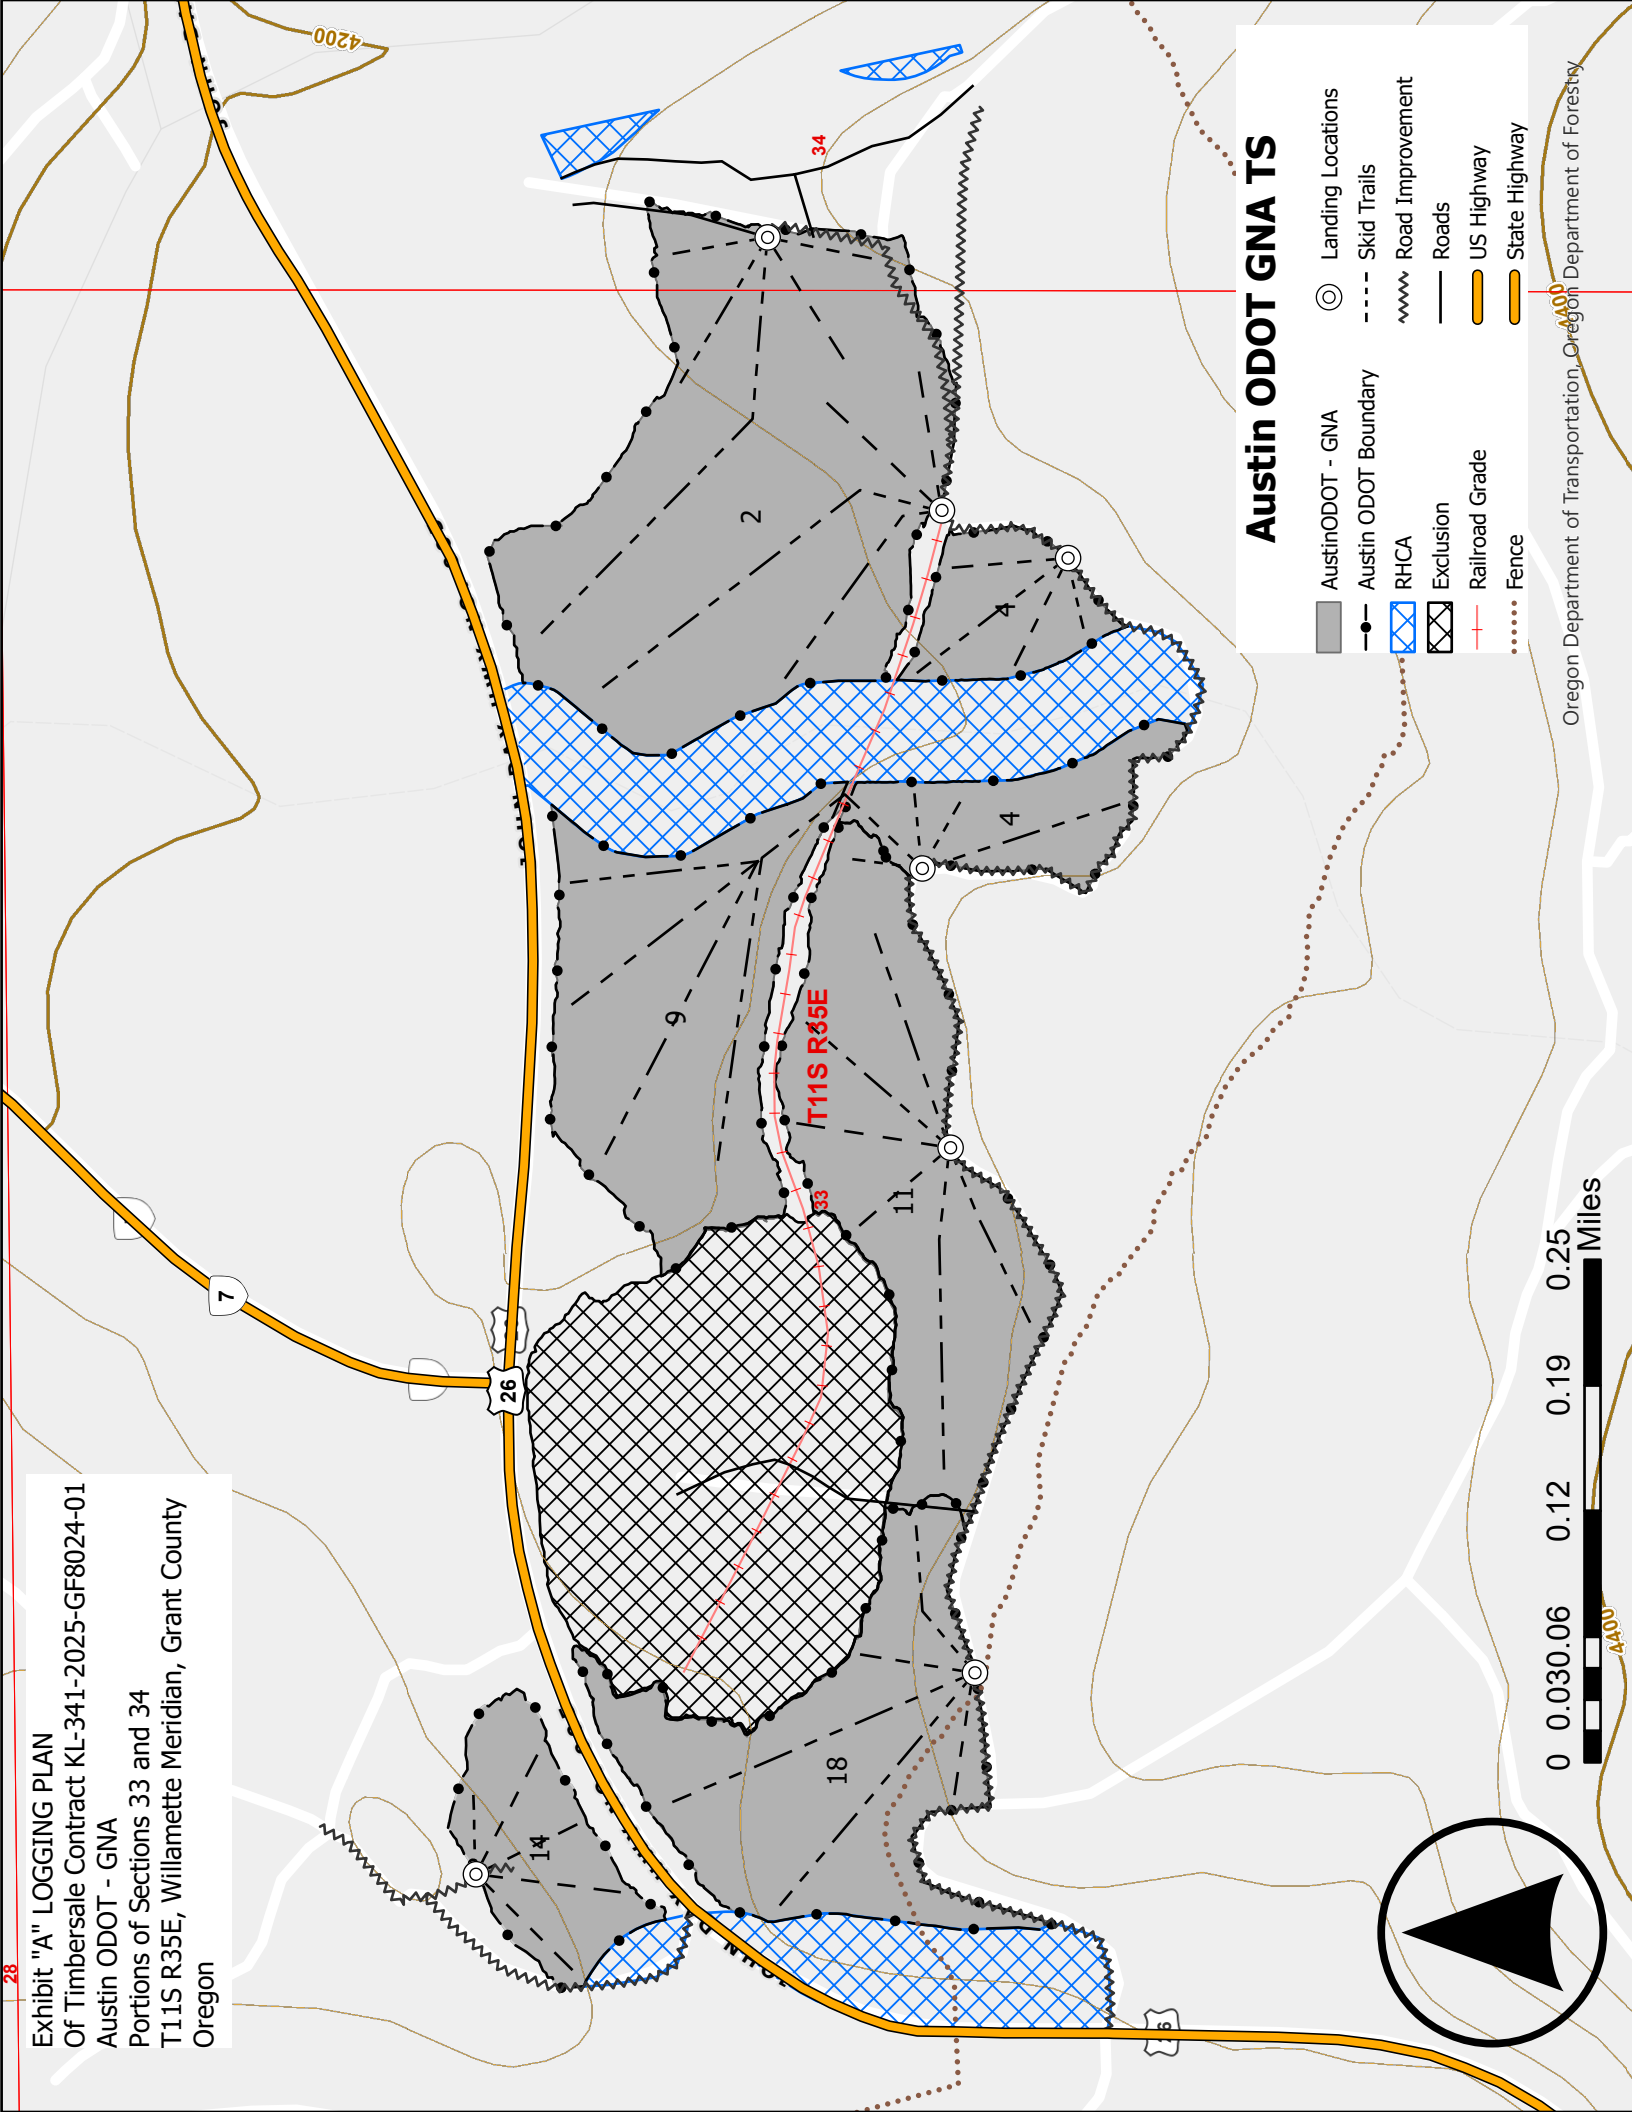 Exhibit "A" LOGGING PLAN
Of Timbersale Contract KL-341-2025-GF8024-01
Austin ODOT - GNA
Portions of Sections 33 and 34
T11S R35E, Willamette Meridian, Grant County
Oregon
28
4200
7
26
34
2
4
4
9
T11S R35E
33
11
14
18
26
4400
4400
Austin ODOT GNA TS
AustinODOT - GNA
Austin ODOT Boundary
RHCA
Exclusion
Railroad Grade
Fence
Landing Locations
Skid Trails
Road Improvement
Roads
US Highway
State Highway
0 0.030.06 0.12 0.19 0.25
Miles
Oregon Department of Transportation, Oregon Department of Forestry